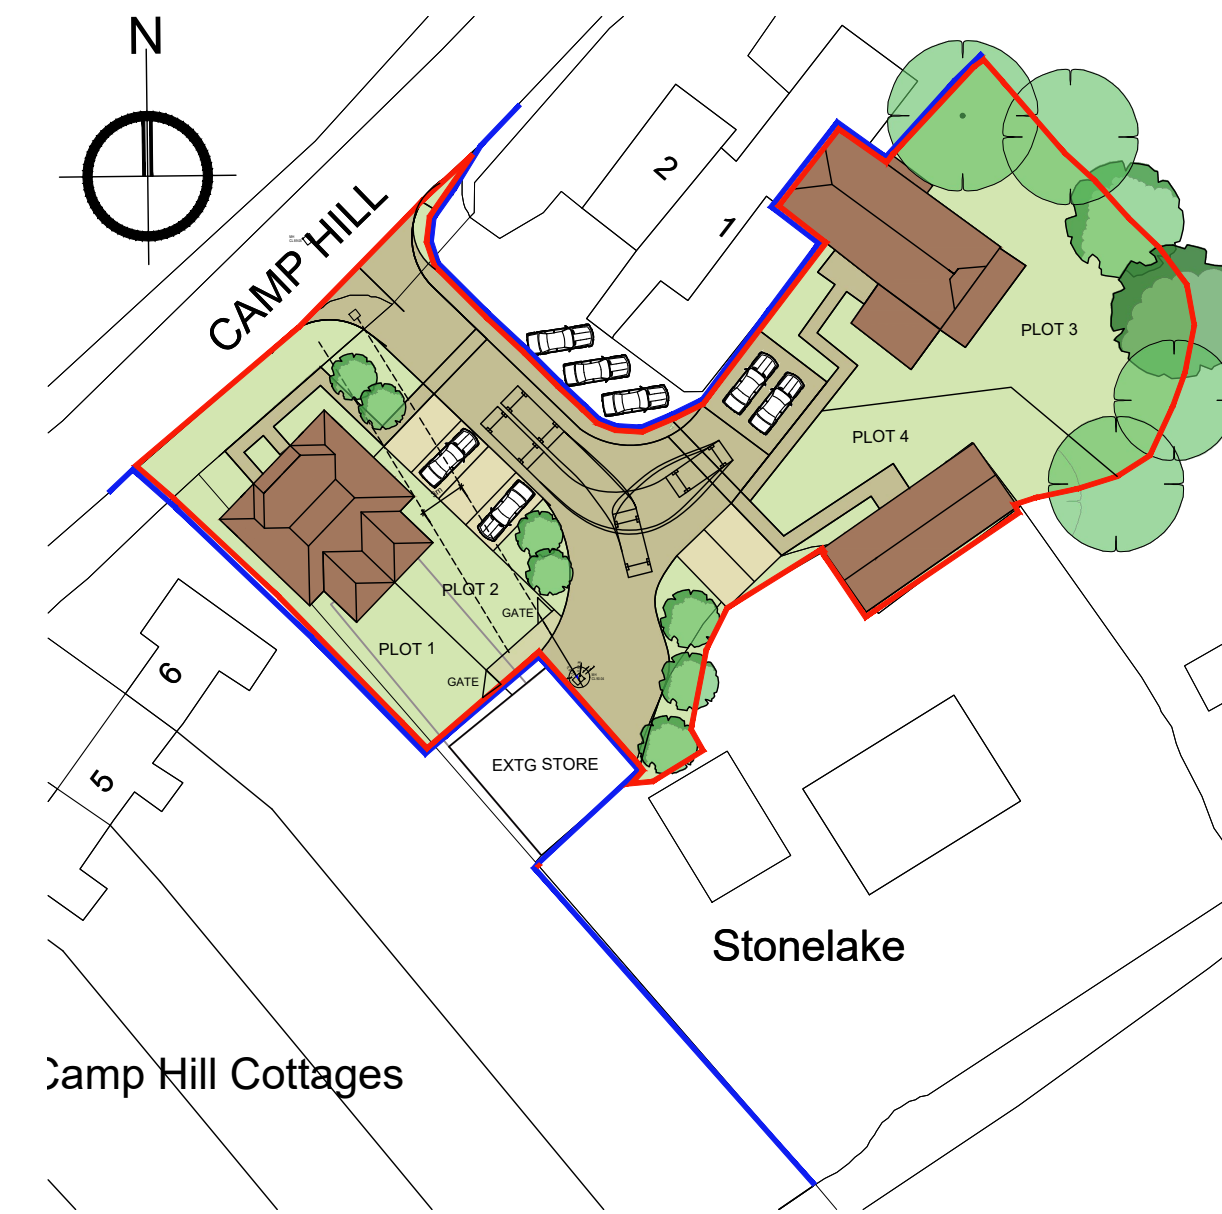 N
CAMP HILL
2
1
PLOT 3
PLOT 4
PLOT 2
GATE
PLOT 1
GATE
6
5
EXTG STORE
Stonelake
Camp Hill Cottages